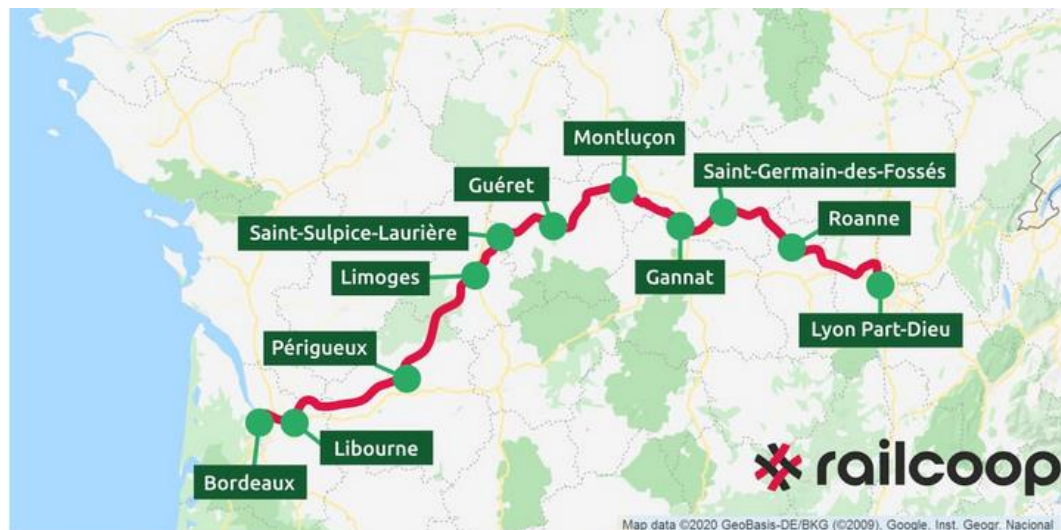 Montluçon
Saint-Germain-des-Fossés
Guéret
Roanne
Saint-Sulpice-Laurière
Limoges
Gannat
Lyon Part-Dieu
Périgueux
Libourne
Bordeaux
railcoop
Map data ©2020 GeoBasis-DE/BKG (©2009), Google, Inst. Geogr. Nacional